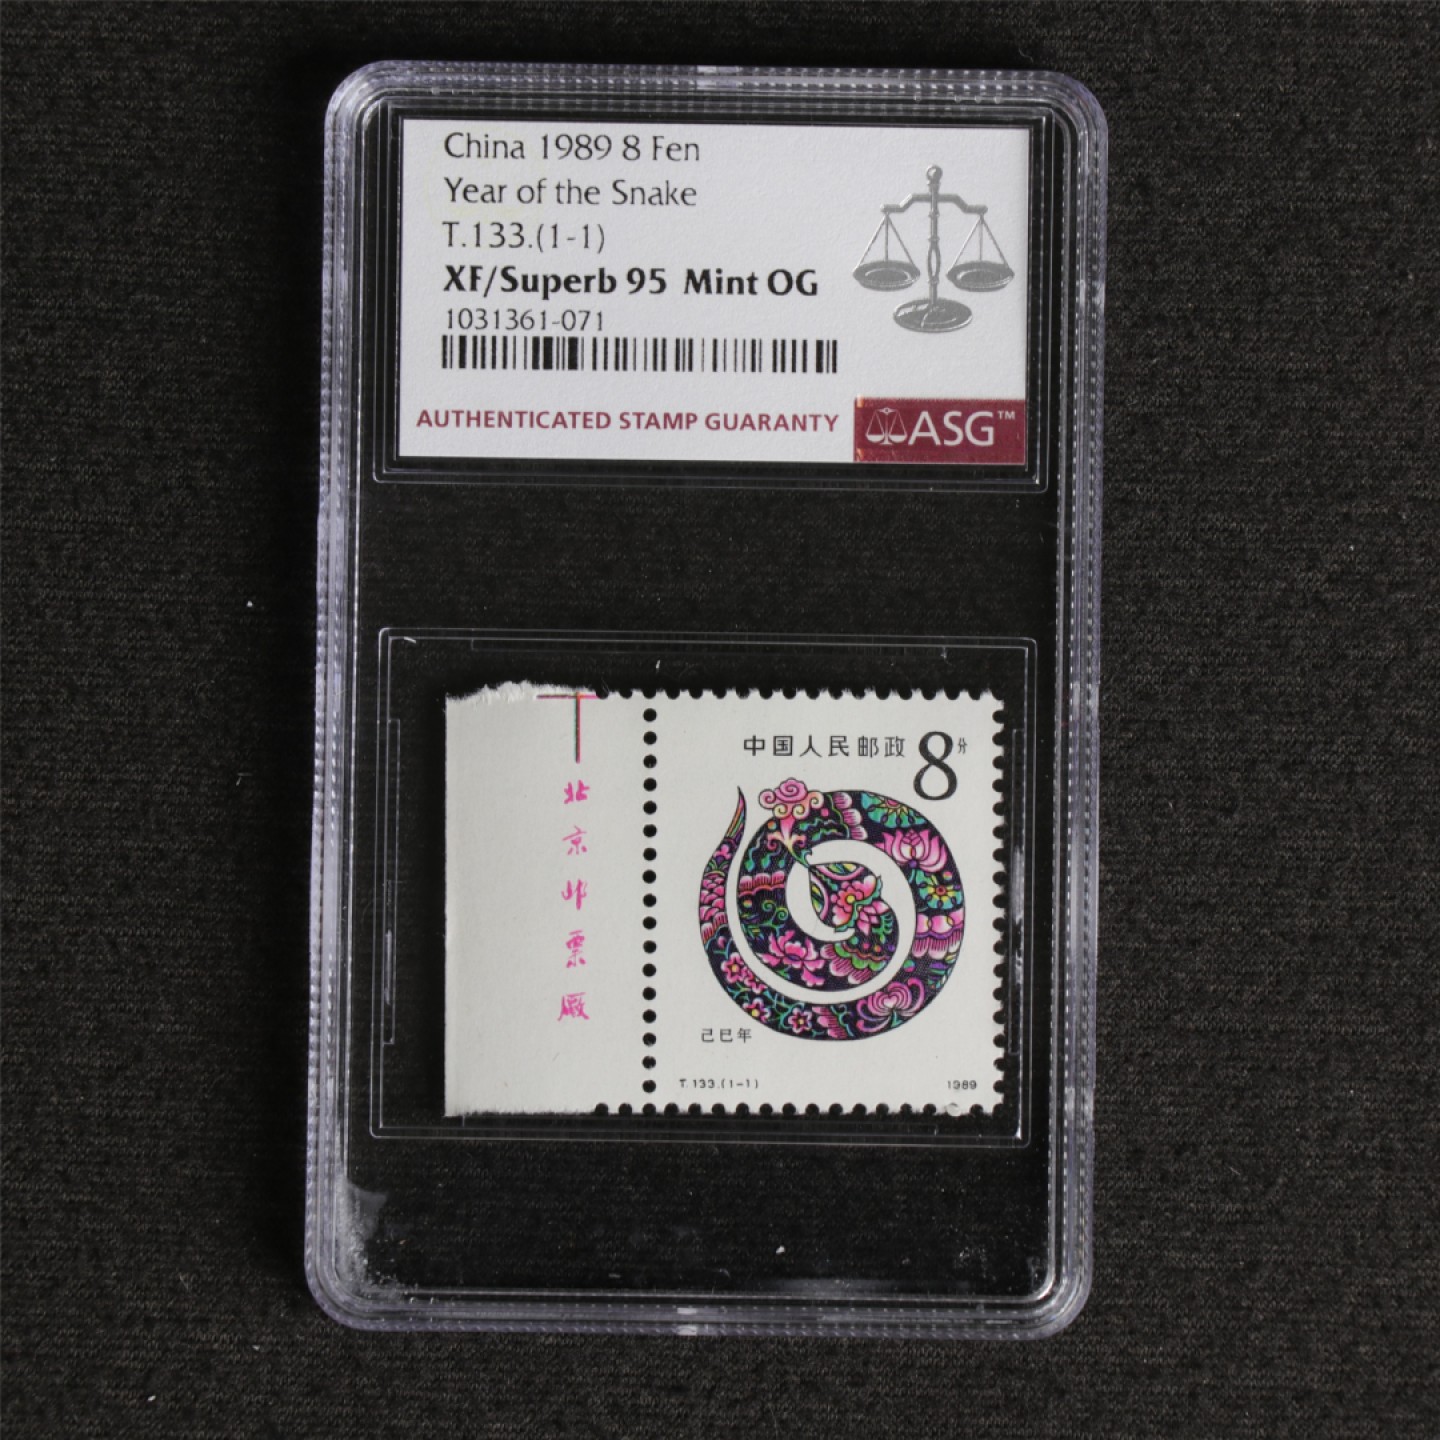 China 1989 8 Fen
Year of the Snake
T.133.(1-1)
XF/Superb 95 Mint OG
1031361-071
AUTHENTICATED STAMP GUARANTY
ASG™
中国人民邮政 8分
北京邮票厂
己巳年
T.133.(1-1) 1989